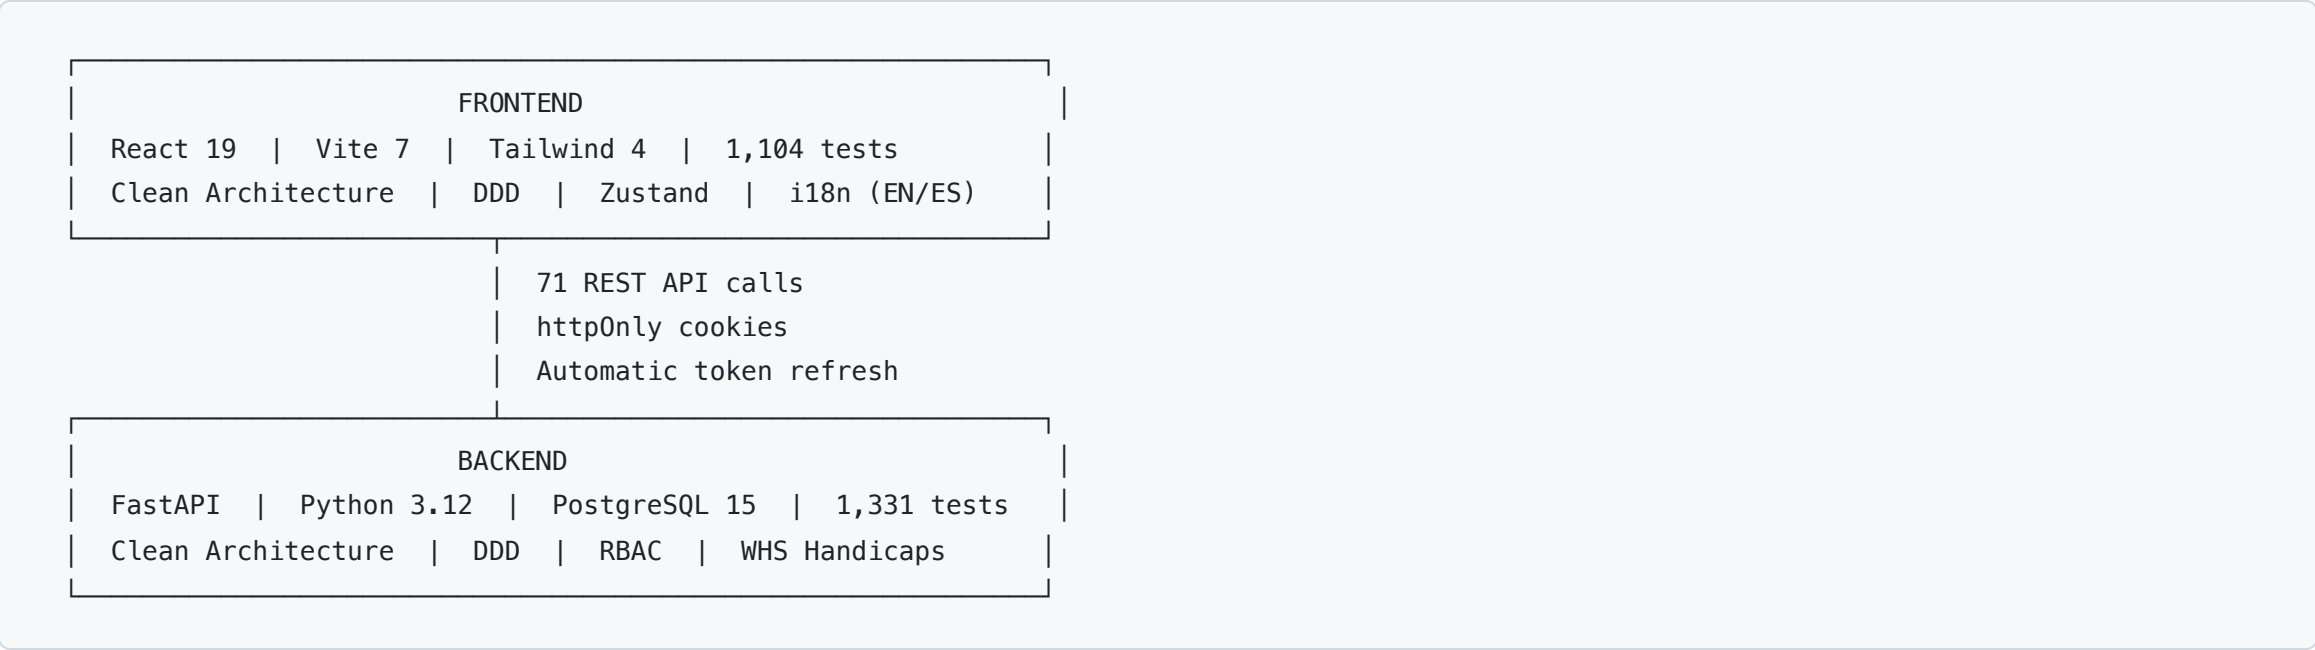 FRONTEND
React 19 | Vite 7 | Tailwind 4 | 1,104 tests
Clean Architecture | DDD | Zustand | i18n (EN/ES)
71 REST API calls
httpOnly cookies
Automatic token refresh
BACKEND
FastAPI | Python 3.12 | PostgreSQL 15 | 1,331 tests
Clean Architecture | DDD | RBAC | WHS Handicaps